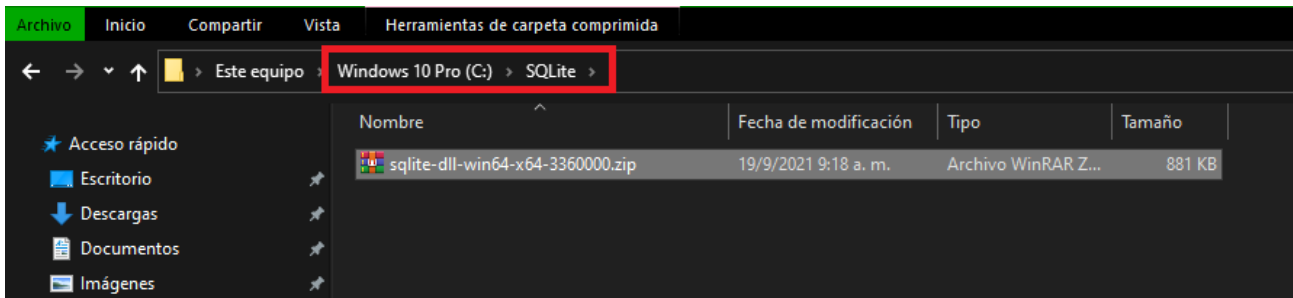 Archivo Inicio Compartir Vista Herramientas de carpeta comprimida
Este equipo › Windows 10 Pro (C:) › SQLite ›
Nombre Fecha de modificación Tipo Tamaño
Acceso rápido
sqlite-dll-win64-x64-3360000.zip 19/9/2021 9:18 a. m. Archivo WinRAR Z... 881 KB
Escritorio
Descargas
Documentos
Imágenes